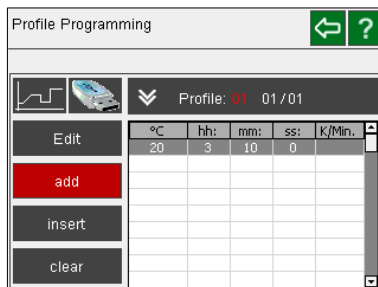 Profile Programming
?
Profile: 01 01/01
Edit
°C hh: mm: ss: K/Min.
20 3 10 0
add
insert
clear